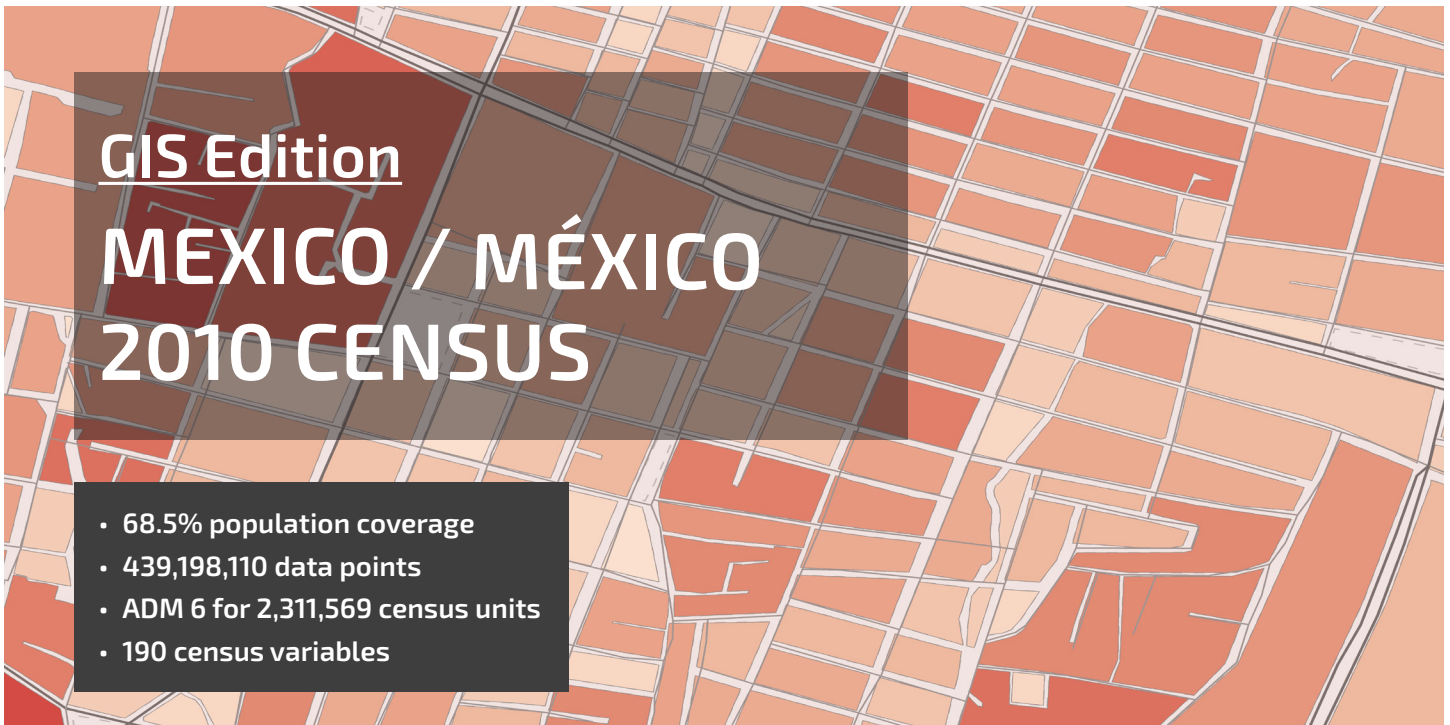 GIS Edition
MEXICO / MÉXICO
2010 CENSUS
• 68.5% population coverage
• 439,198,110 data points
• ADM 6 for 2,311,569 census units
• 190 census variables